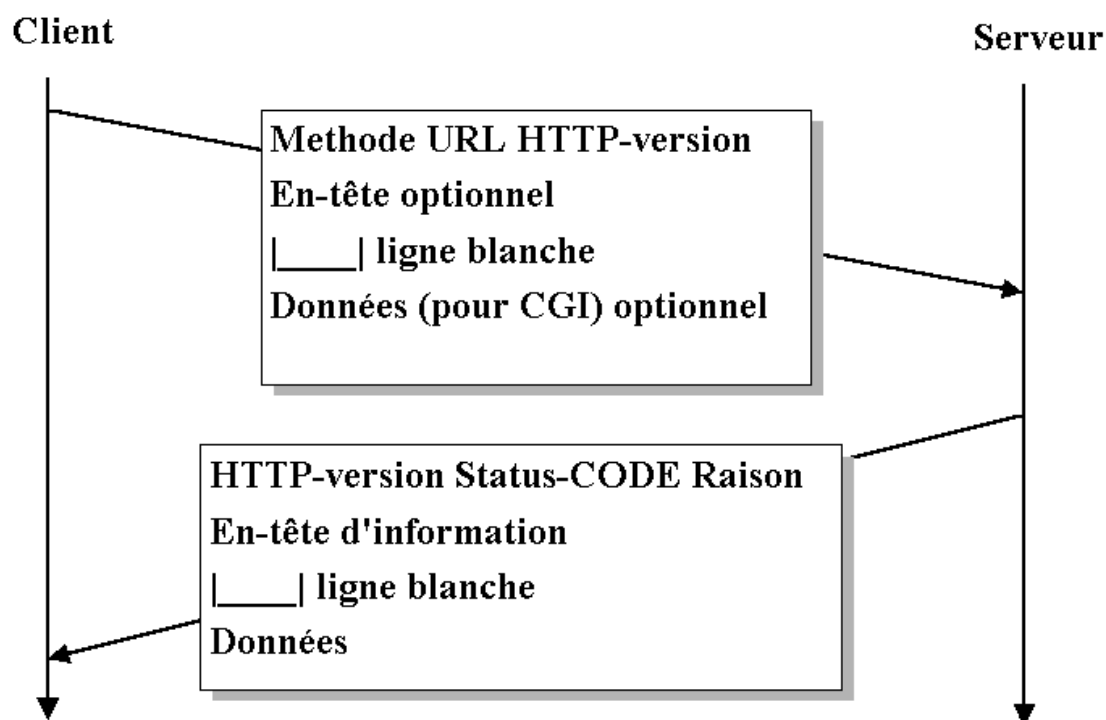 Client
Serveur
Methode URL HTTP-version
En-tête optionnel
|____| ligne blanche
Données (pour CGI) optionnel
HTTP-version Status-CODE Raison
En-tête d'information
|____| ligne blanche
Données